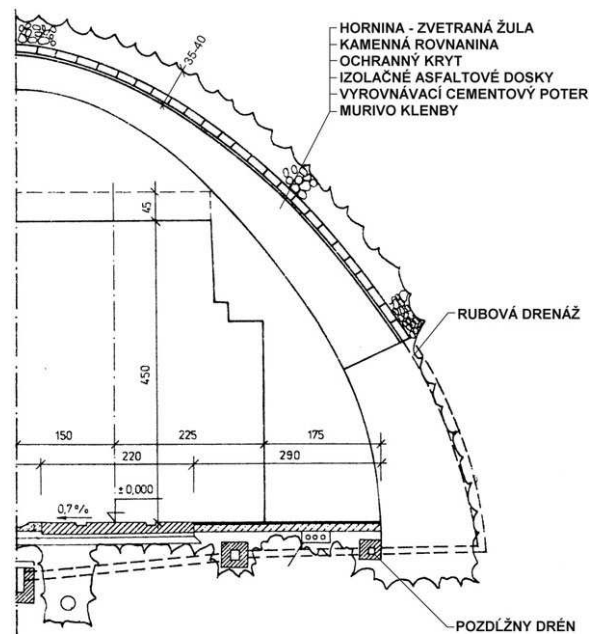 HORNINA - ZVETRANÁ ŽULA
KAMENNÁ ROVNANINA
OCHRANNÝ KRYT
IZOLAČNÉ ASFALTOVÉ DOSKY
VYROVNÁVACÍ CEMENTOVÝ POTER
MURIVO KLENBY
35-40
45
RUBOVÁ DRENÁŽ
450
150
225
175
220
290
0,7%
± 0,000
POZDĹŽNY DRÉN